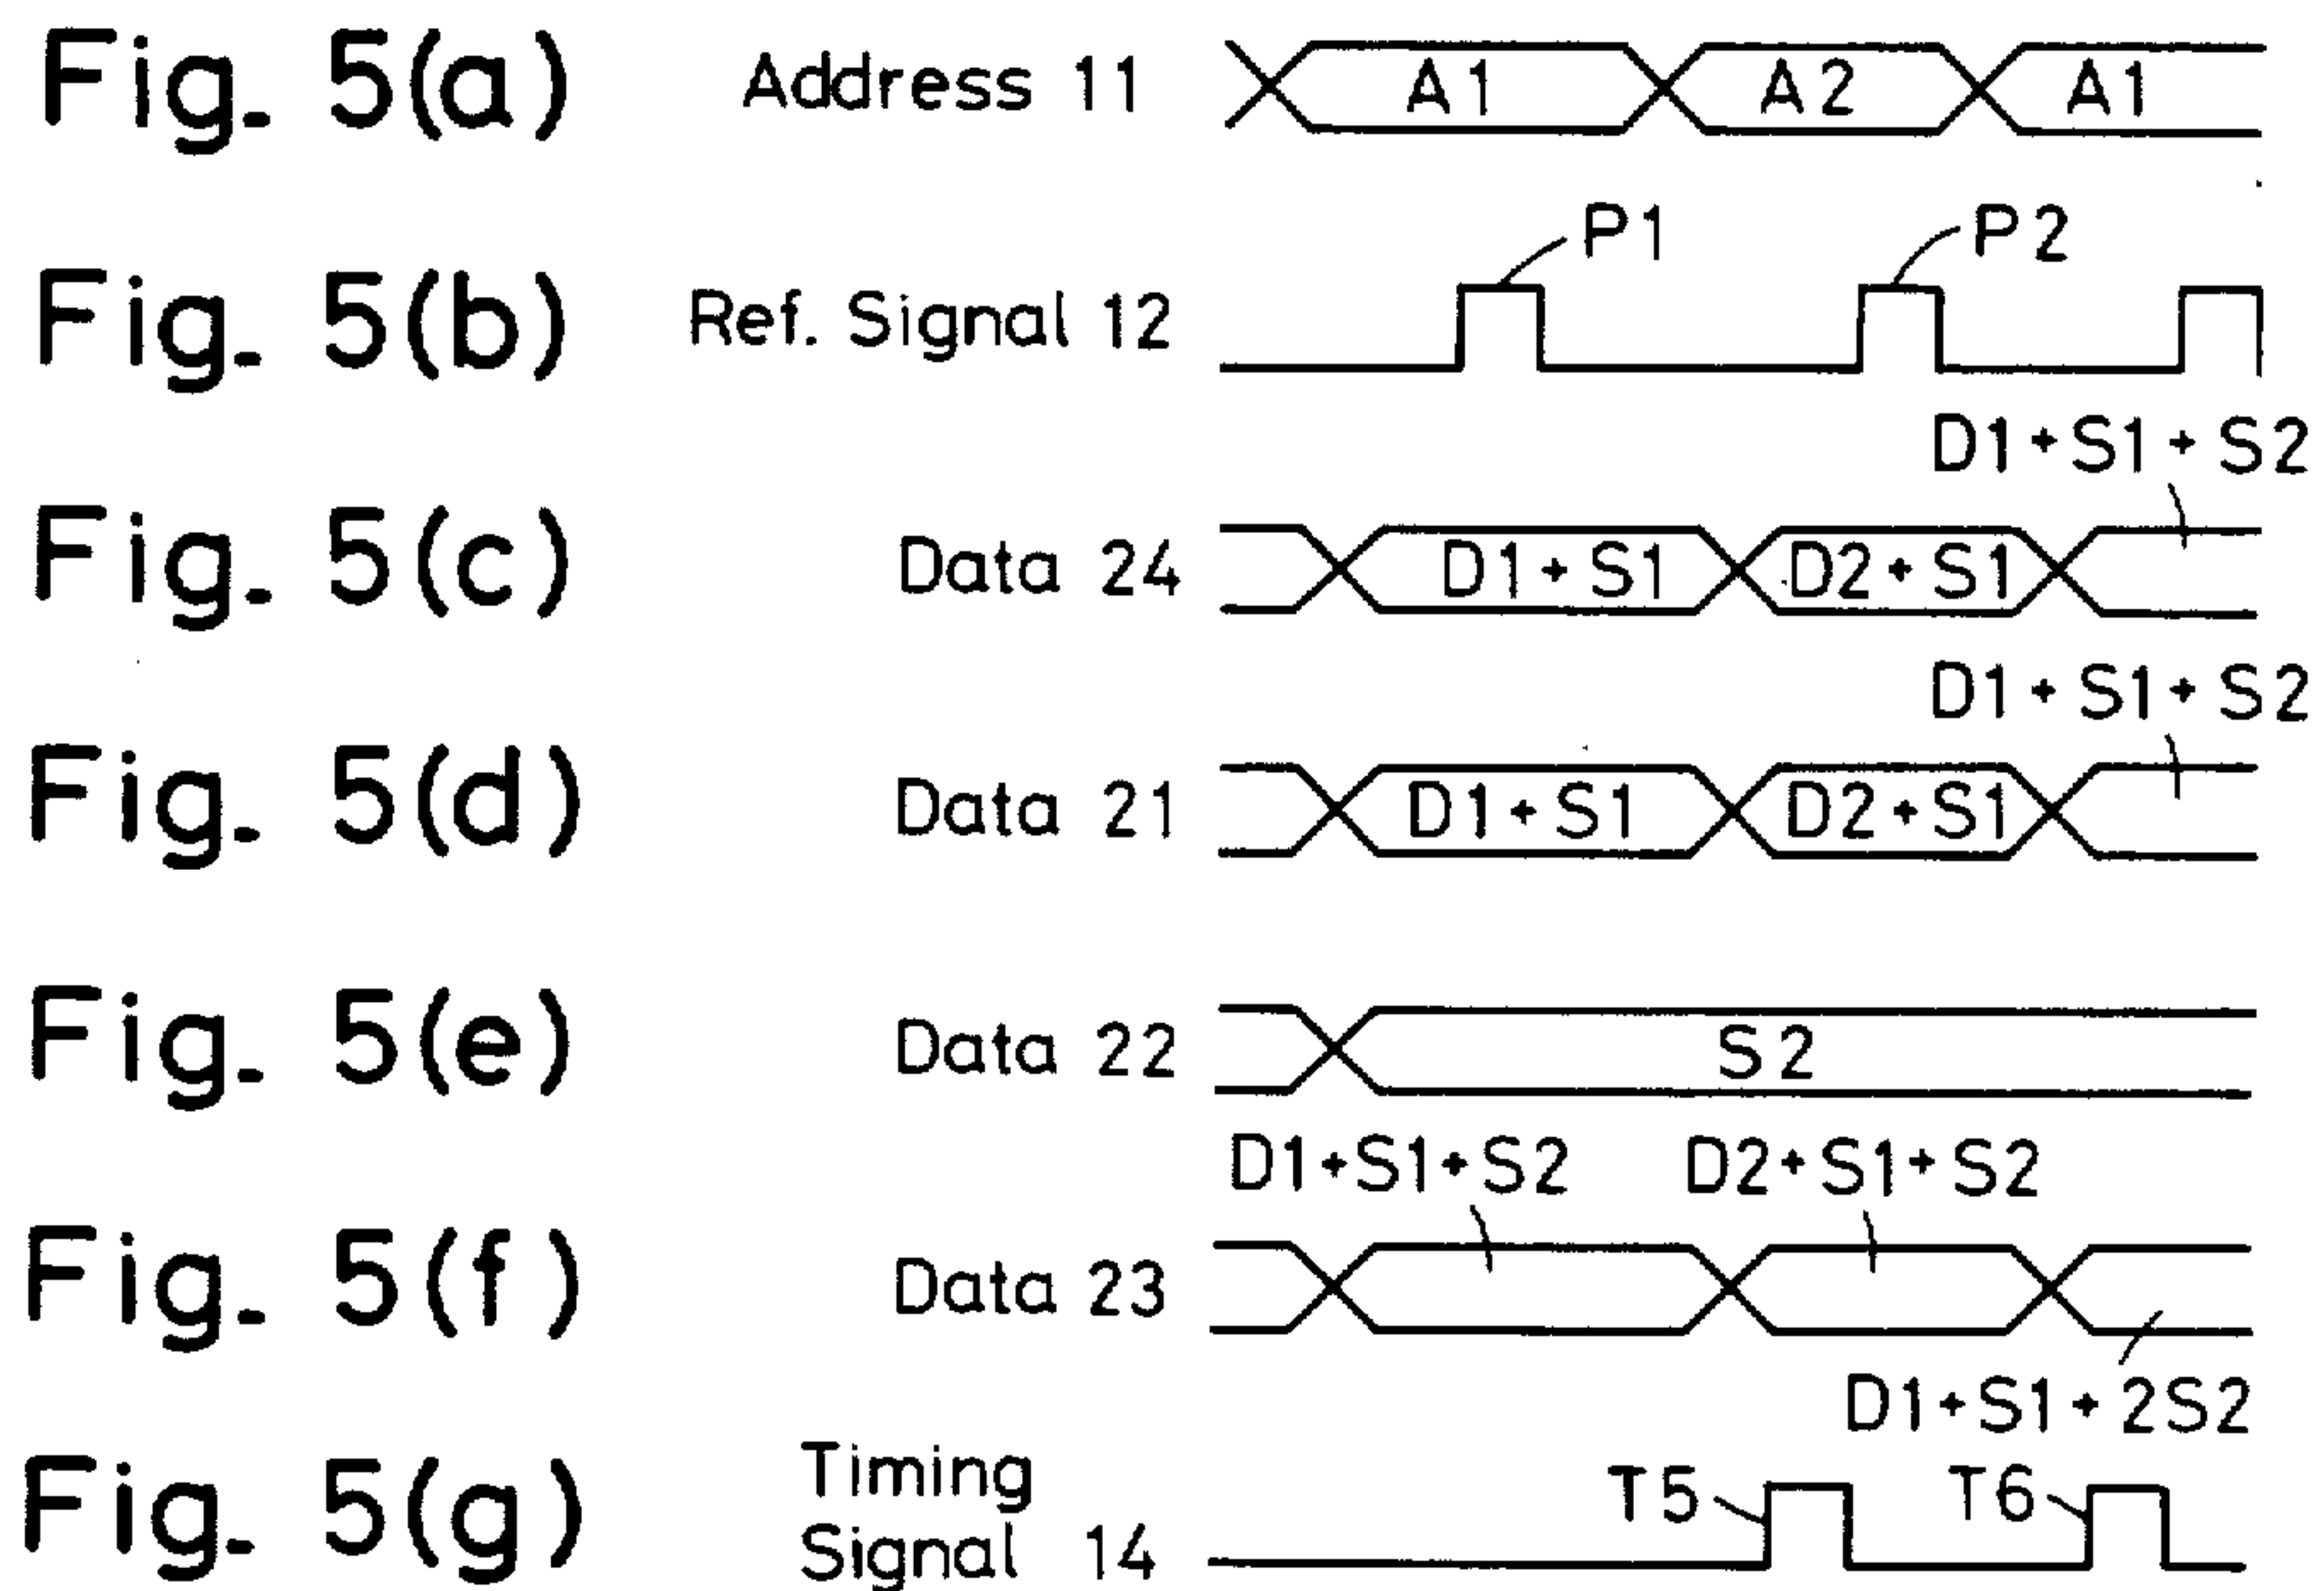 Fig. 5(a) Address 11 A1 A2 A1
P1 P2
Fig. 5(b) Ref. Signal 12
D1+S1+S2
Fig. 5(c) Data 24 D1+S1 D2+S1
D1+S1+S2
Fig. 5(d) Data 21 D1+S1 D2+S1
Fig. 5(e) Data 22 S2
D1+S1+S2 D2+S1+S2
Fig. 5(f) Data 23
D1+S1+2S2
Fig. 5(g) Timing T5 T6
Signal 14